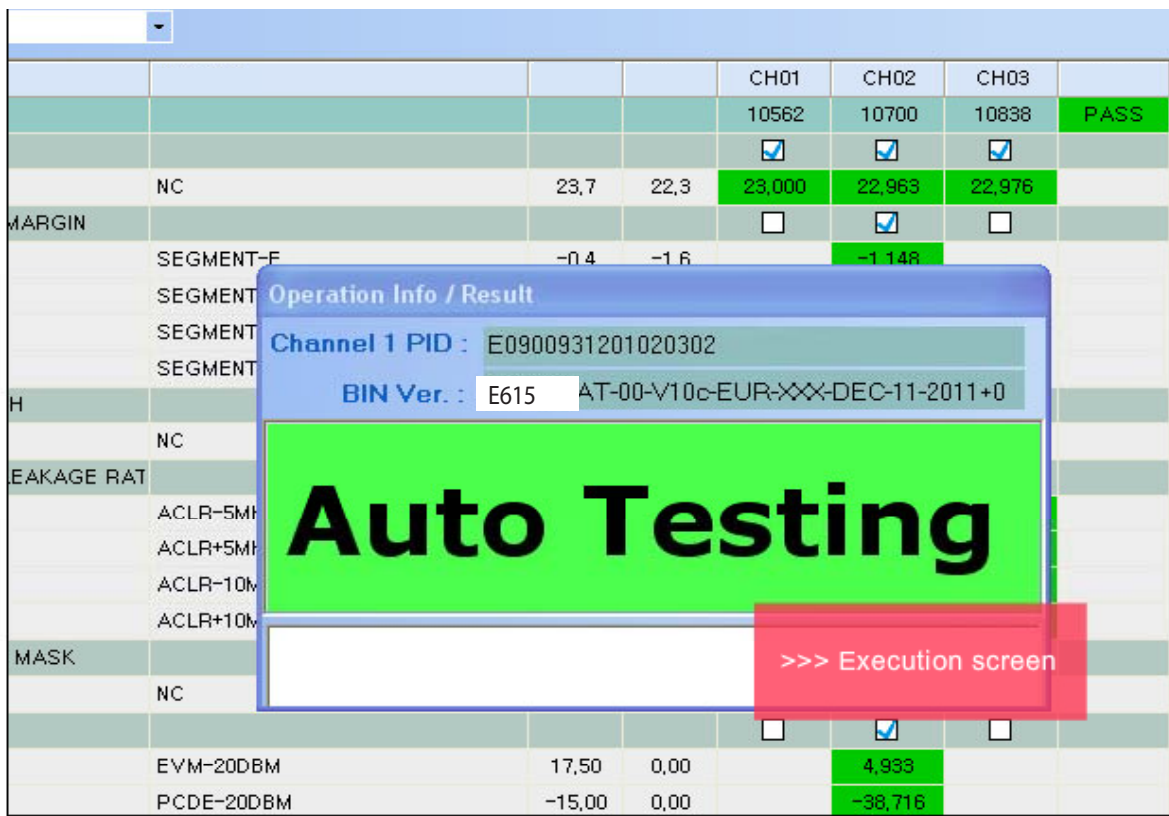 CH01 CH02 CH03
10562 10700 10838 PASS
NC 23,7 22,3 23,000 22,963 22,976
MARGIN
SEGMENT-E -0,4 -1,6 -1,148
SEGMENT
SEGMENT
SEGMENT
Operation Info / Result
Channel 1 PID : E0900931201020302
BIN Ver. : E615 AT-00-V10c-EUR-XXX-DEC-11-2011+0
Auto Testing
>>> Execution screen
H
NC
LEAKAGE RAT
ACLR-5MH
ACLR+5MH
ACLR-10M
ACLR+10M
MASK
NC
EVM-20DBM 17,50 0,00 4,933
PCDE-20DBM -15,00 0,00 -38,716